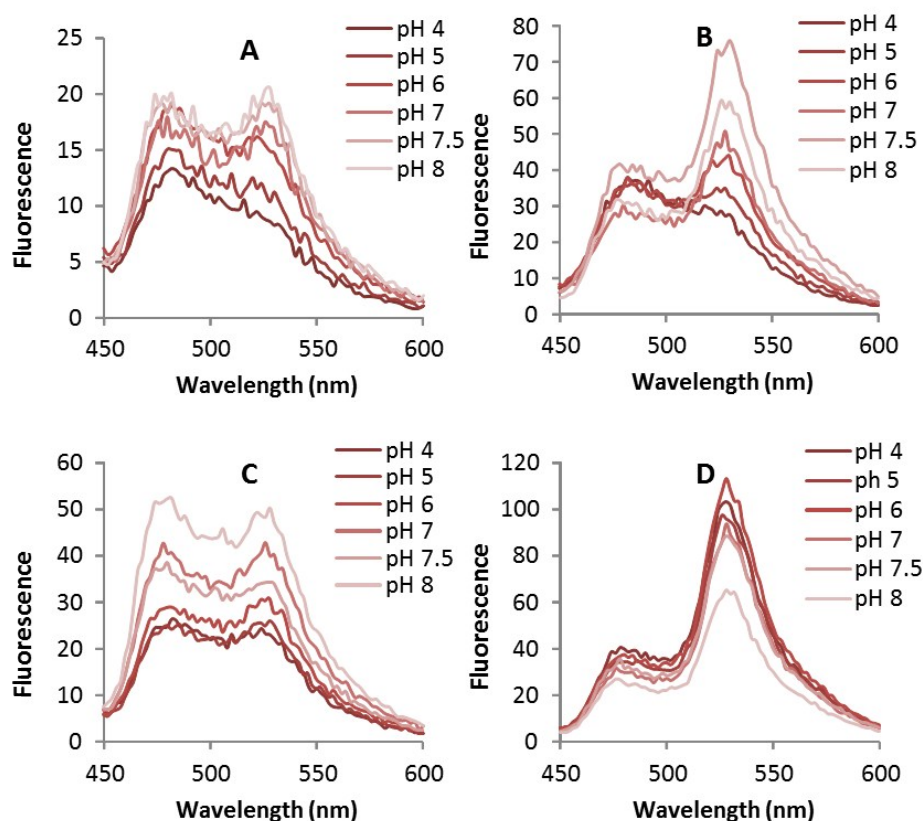 A
25
20
15
10
5
0
450 500 550 600
Fluorescence
Wavelength (nm)
pH 4
pH 5
pH 6
pH 7
pH 7.5
pH 8
B
80
70
60
50
40
30
20
10
0
450 500 550 600
Fluorescence
Wavelength (nm)
pH 4
pH 5
pH 6
pH 7
pH 7.5
pH 8
C
60
50
40
30
20
10
0
450 500 550 600
Fluorescence
Wavelength (nm)
pH 4
pH 5
pH 6
pH 7
pH 7.5
pH 8
D
120
100
80
60
40
20
0
450 500 550 600
Fluorescence
Wavelength (nm)
pH 4
ph 5
pH 6
pH 7
pH 7.5
pH 8